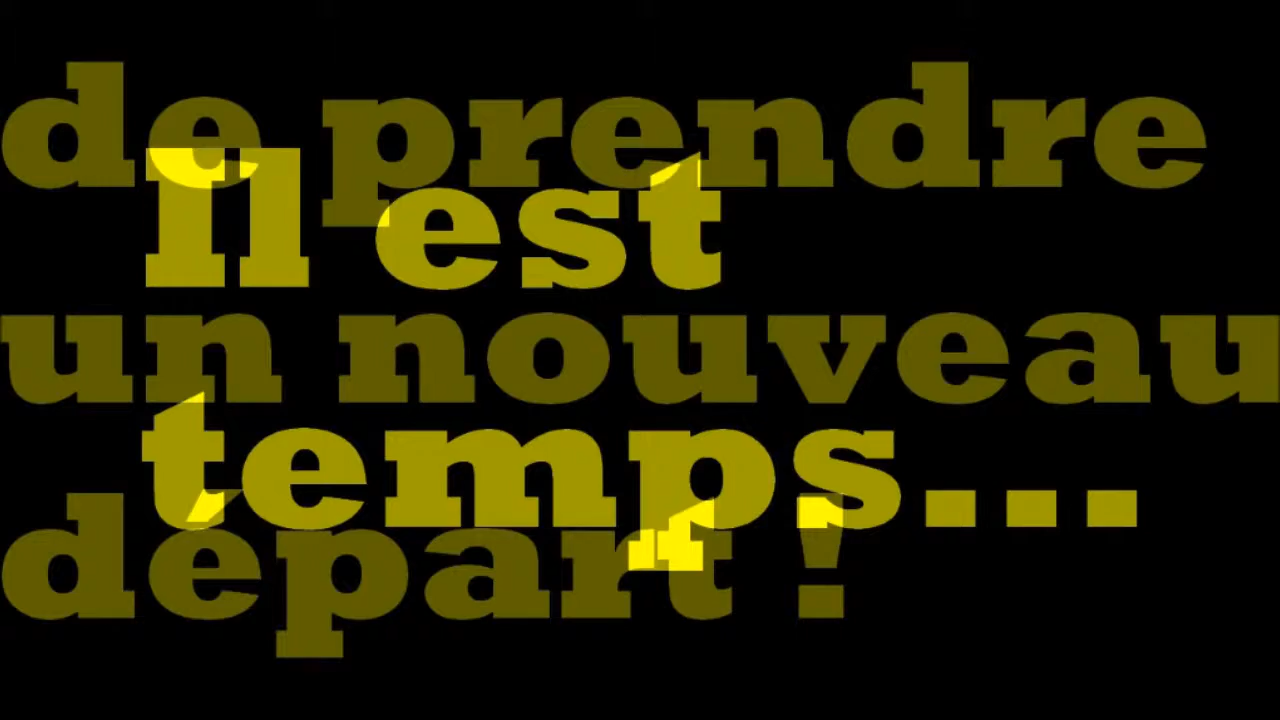 Il est
temps...
de prendre
un nouveau
départ !